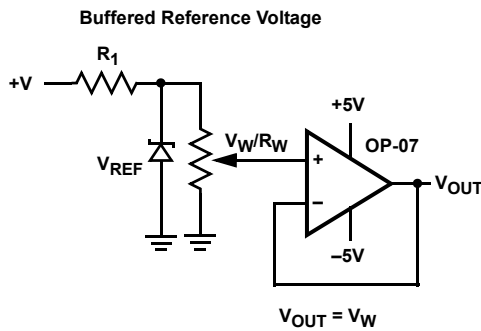 Buffered Reference Voltage
R1
+V
+5V
OP-07
VW/RW
VREF
+
–
VOUT
–5V
VOUT = VW